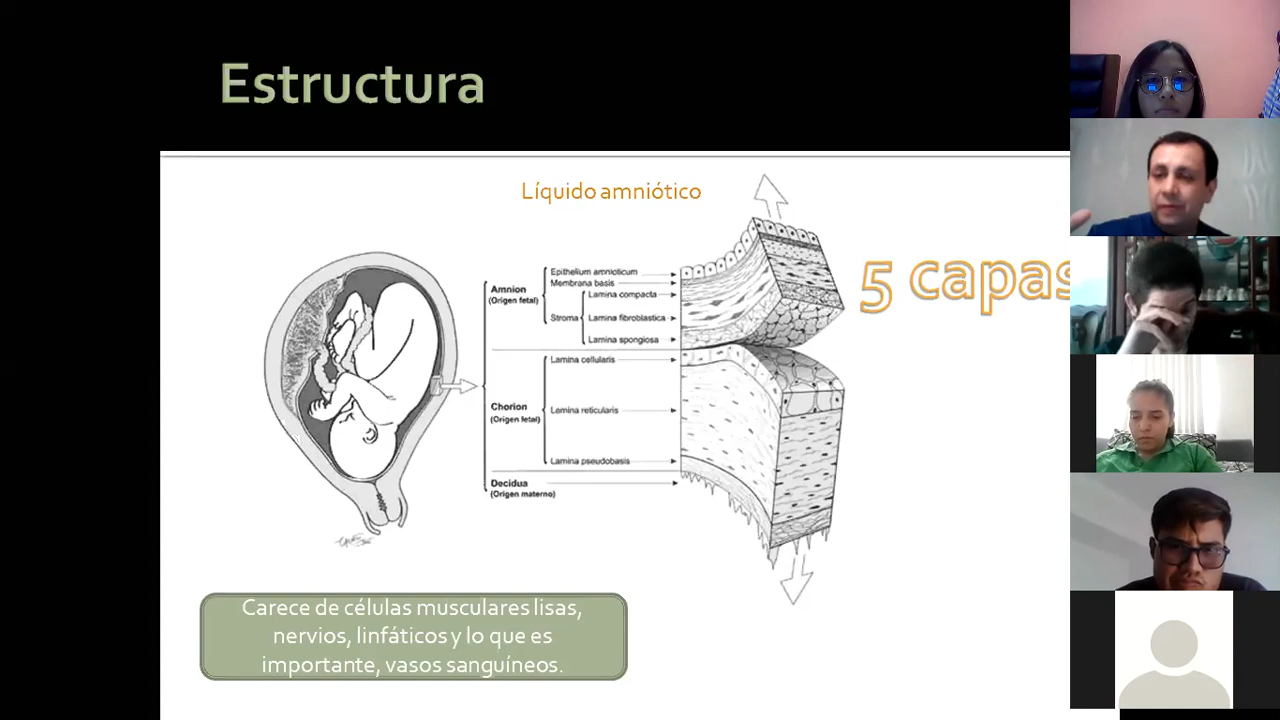 Estructura
Líquido amniótico
5 capas
Amnion
(Origen fetal)
Epithelium amnioticum
Membrana basis
Stroma
Lamina compacta
Lamina fibroblastica
Lamina spongiosa
Chorion
(Origen fetal)
Lamina cellularis
Lamina reticularis
Lamina pseudobasis
Decidua
(Origen materno)
Carece de células musculares lisas,
nervios, linfáticos y lo que es
importante, vasos sanguíneos.